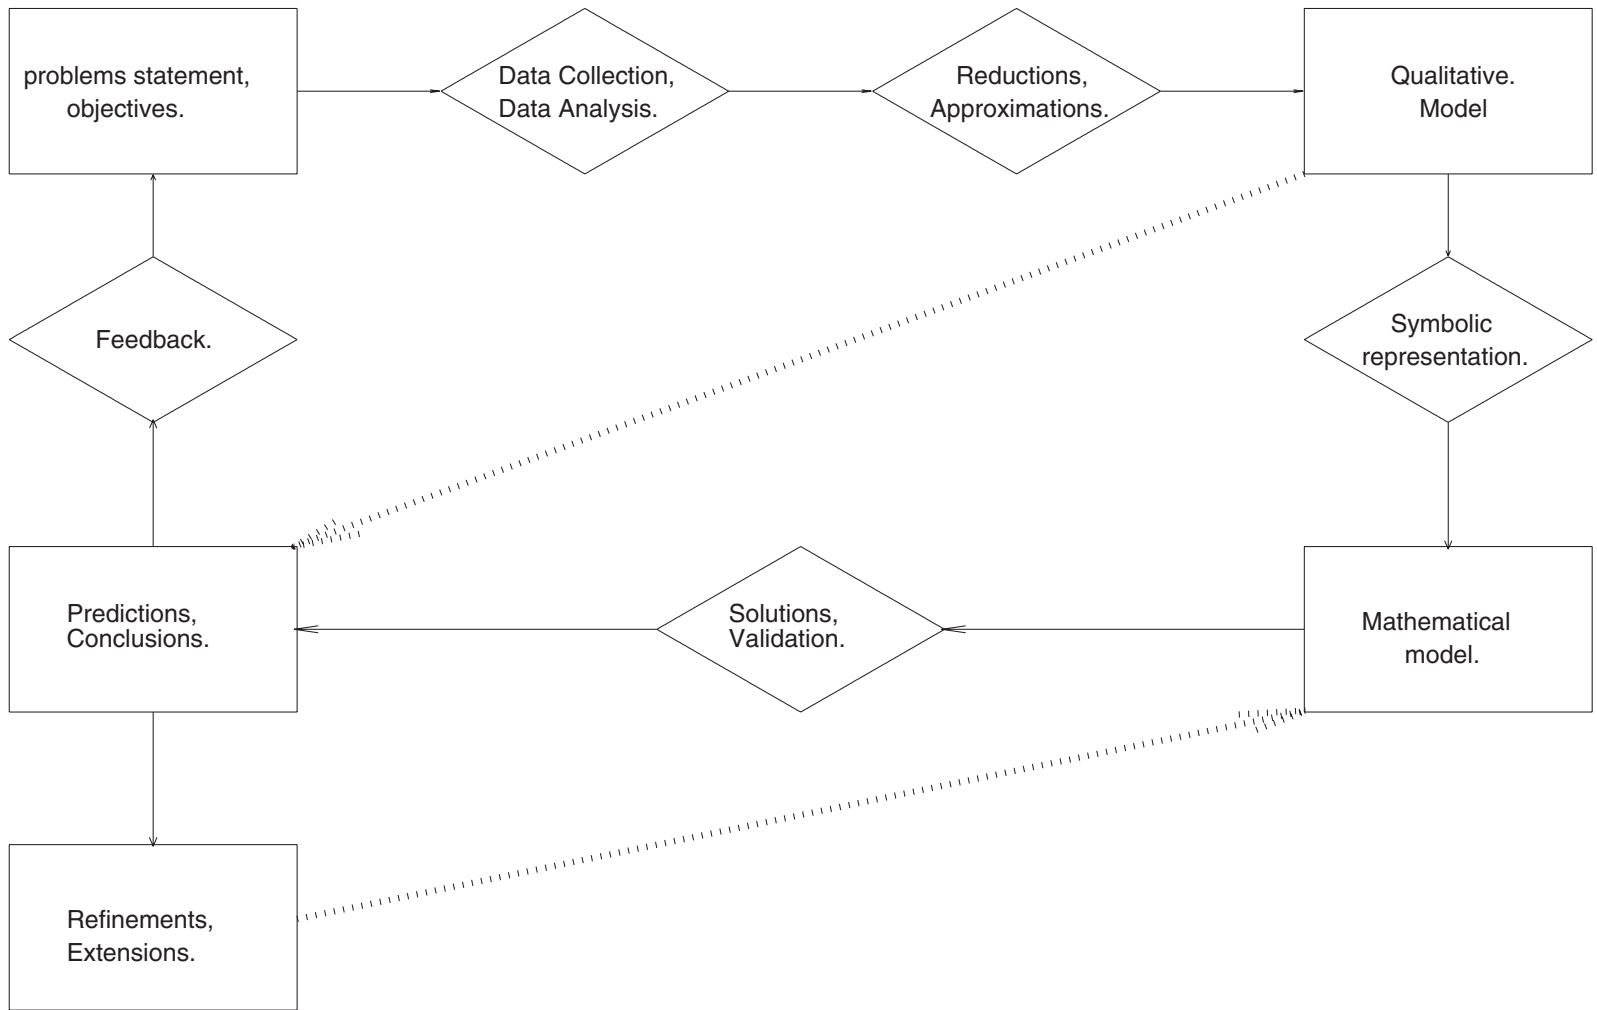 problems statement,
objectives.
Data Collection,
Data Analysis.
Reductions,
Approximations.
Qualitative.
Model
Feedback.
Symbolic
representation.
Predictions,
Conclusions.
Solutions,
Validation.
Mathematical
model.
Refinements,
Extensions.